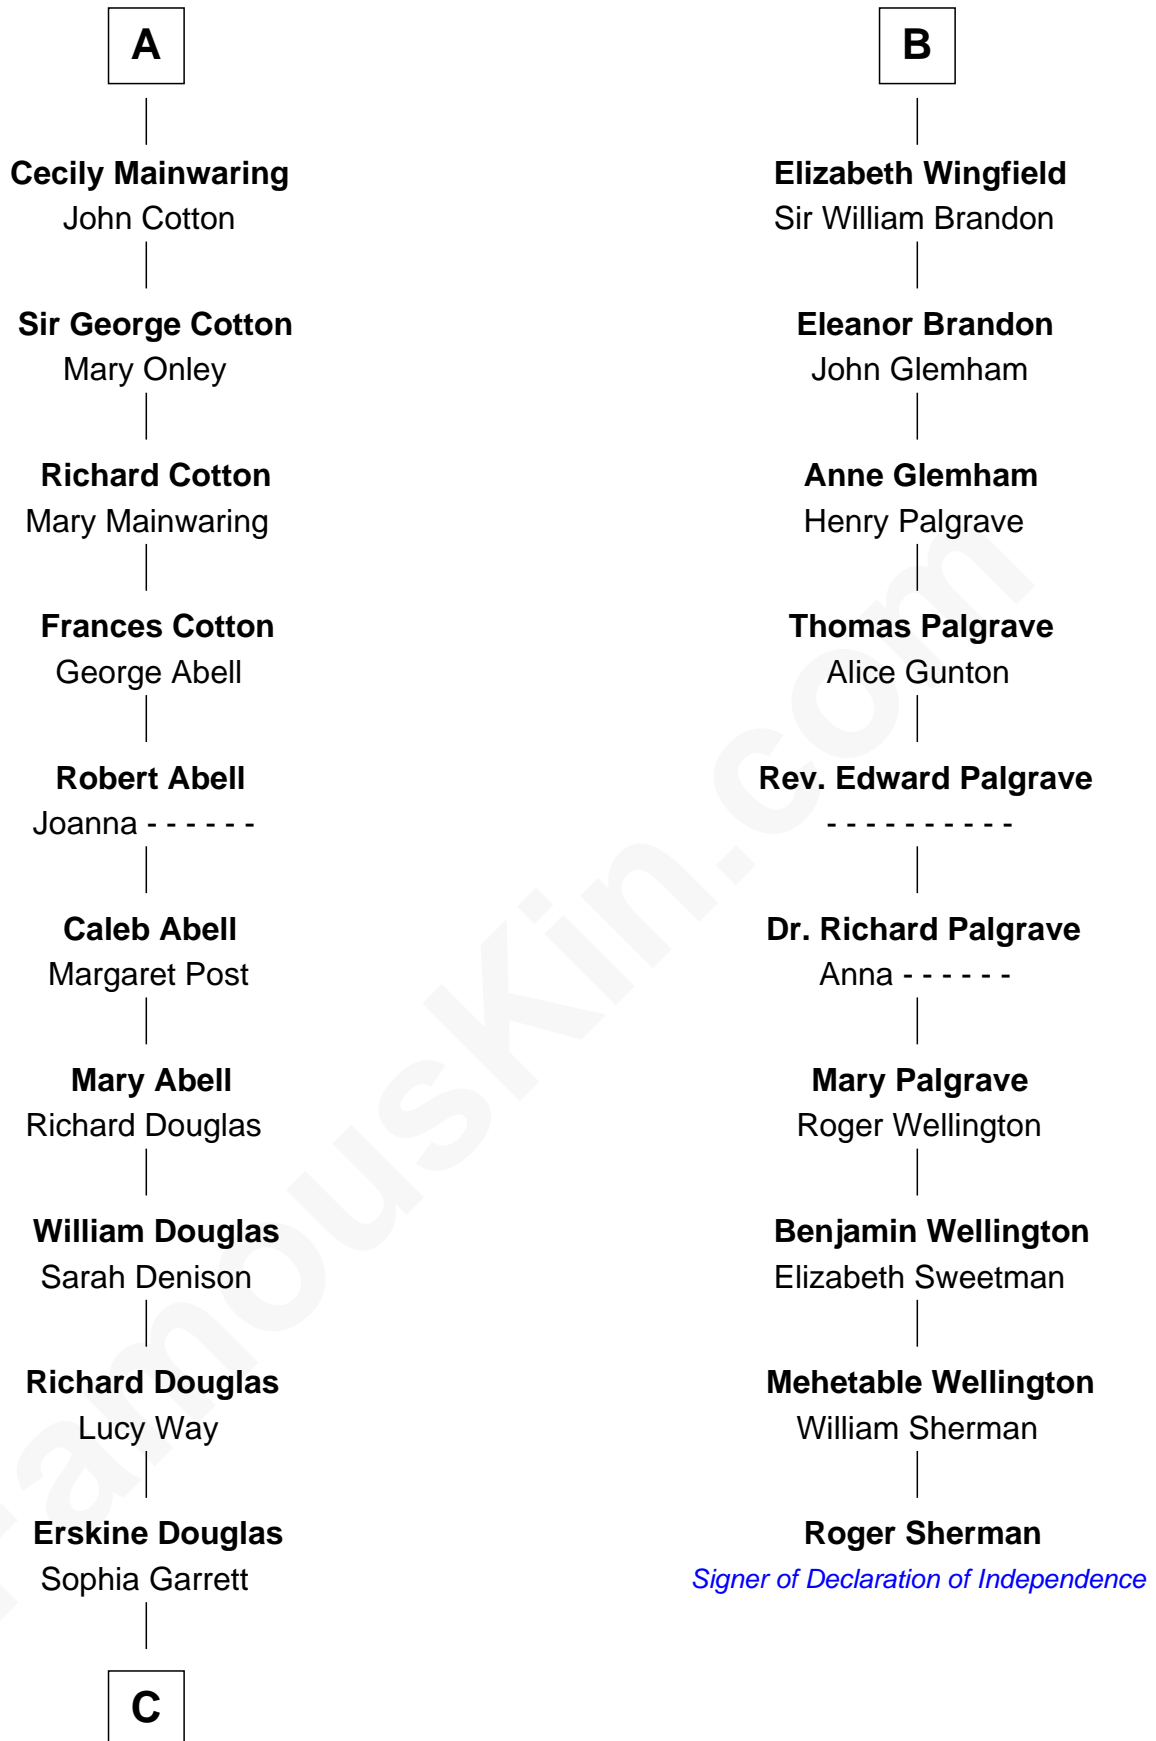 A
Cecily Mainwaring
John Cotton
Sir George Cotton
Mary Onley
Richard Cotton
Mary Mainwaring
Frances Cotton
George Abell
Robert Abell
Joanna - - - - - -
Caleb Abell
Margaret Post
Mary Abell
Richard Douglas
William Douglas
Sarah Denison
Richard Douglas
Lucy Way
Erskine Douglas
Sophia Garrett
C
B
Elizabeth Wingfield
Sir William Brandon
Eleanor Brandon
John Glemham
Anne Glemham
Henry Palgrave
Thomas Palgrave
Alice Gunton
Rev. Edward Palgrave
- - - - - - - - - -
Dr. Richard Palgrave
Anna - - - - - -
Mary Palgrave
Roger Wellington
Benjamin Wellington
Elizabeth Sweetman
Mehetable Wellington
William Sherman
Roger Sherman
Signer of Declaration of Independence
FamousKin.com